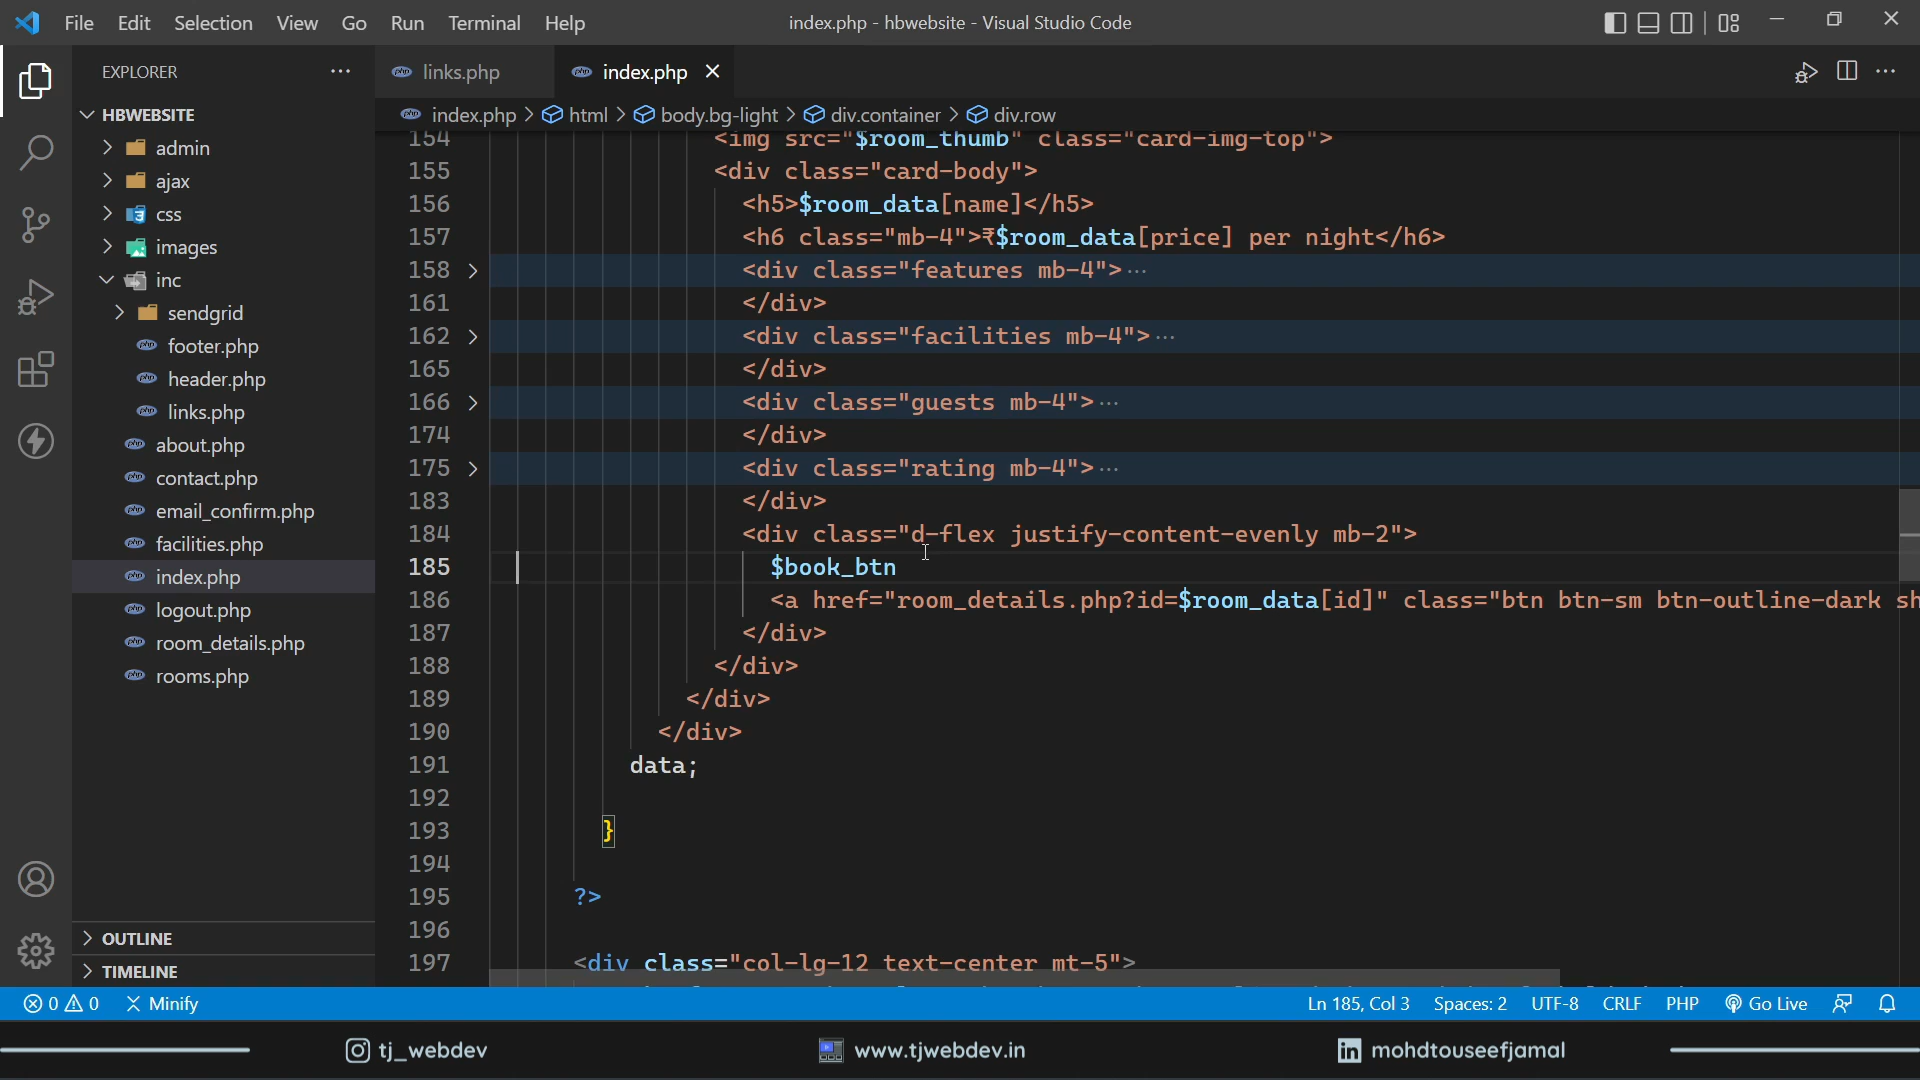 File Edit Selection View Go Run Terminal Help
index.php - hbwebsite - Visual Studio Code
EXPLORER
HBWEBSITE
admin
ajax
css
images
inc
sendgrid
footer.php
header.php
links.php
about.php
contact.php
email_confirm.php
facilities.php
index.php
logout.php
room_details.php
rooms.php
OUTLINE
TIMELINE
links.php
index.php
index.php > html > body.bg-light > div.container > div.row
154 <img src="$room_thumb" class="card-img-top">
155 <div class="card-body">
156 <h5>$room_data[name]</h5>
157 <h6 class="mb-4">₹$room_data[price] per night</h6>
158 <div class="features mb-4">···
161 </div>
162 <div class="facilities mb-4">···
165 </div>
166 <div class="guests mb-4">···
174 </div>
175 <div class="rating mb-4">···
183 </div>
184 <div class="d-flex justify-content-evenly mb-2">
185 $book_btn
186 <a href="room_details.php?id=$room_data[id]" class="btn btn-sm btn-outline-dark sh
187 </div>
188 </div>
189 </div>
190 </div>
191 data;
192
193 }
194
195 ?>
196
197 <div class="col-lg-12 text-center mt-5">
0 0 Minify
Ln 185, Col 3 Spaces: 2 UTF-8 CRLF PHP Go Live
tj_webdev
www.tjwebdev.in
mohdtouseefjamal